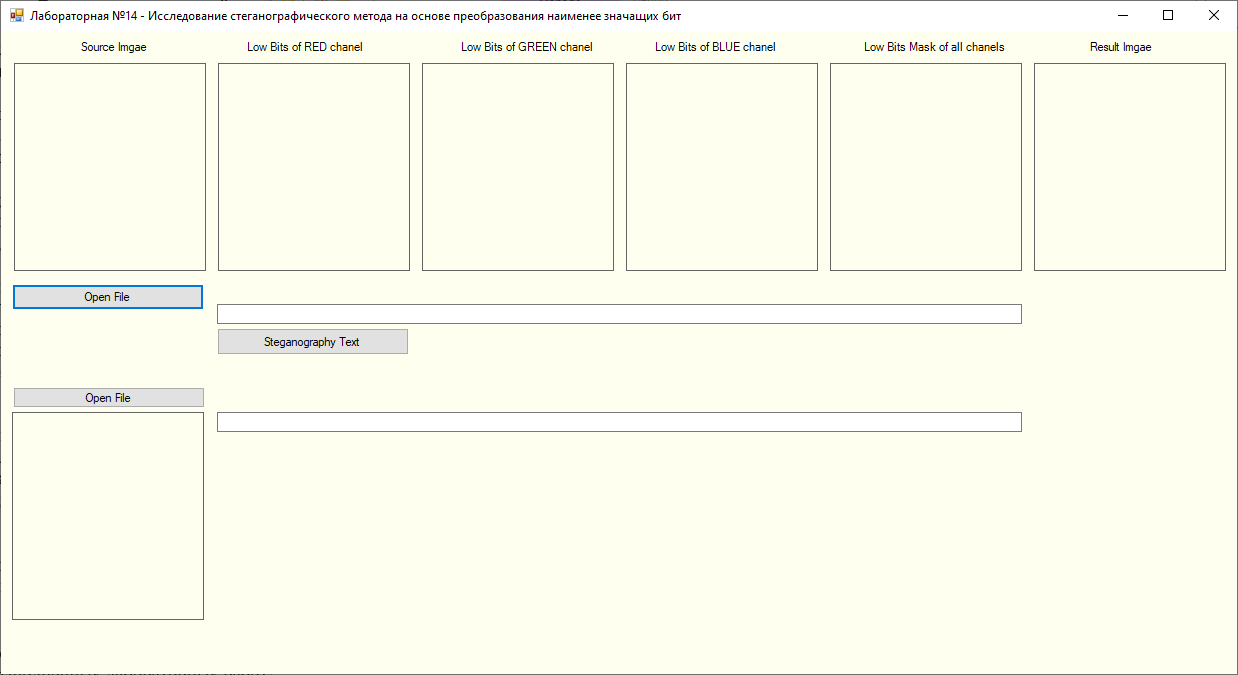 Лабораторная №14 - Исследование стеганографического метода на основе преобразования наименее значащих бит
Source Imgae
Low Bits of RED chanel
Low Bits of GREEN chanel
Low Bits of BLUE chanel
Low Bits Mask of all chanels
Result Imgae
Open File
Steganography Text
Open File